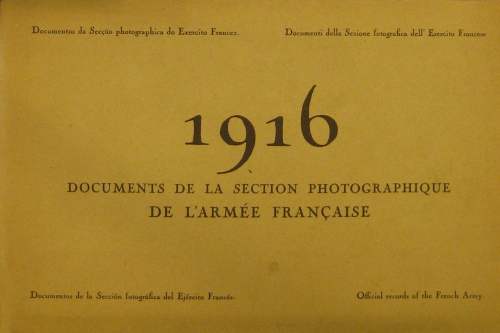 Documentos da Secção photographica do Exercito Francez.
Documenti della Sezione fotografica dell' Esercito Francese
1916
DOCUMENTS DE LA SECTION PHOTOGRAPHIQUE
DE L'ARMÉE FRANÇAISE
Documentos de la Sección fotográfica del Ejército Francés.
Official records of the French Army.